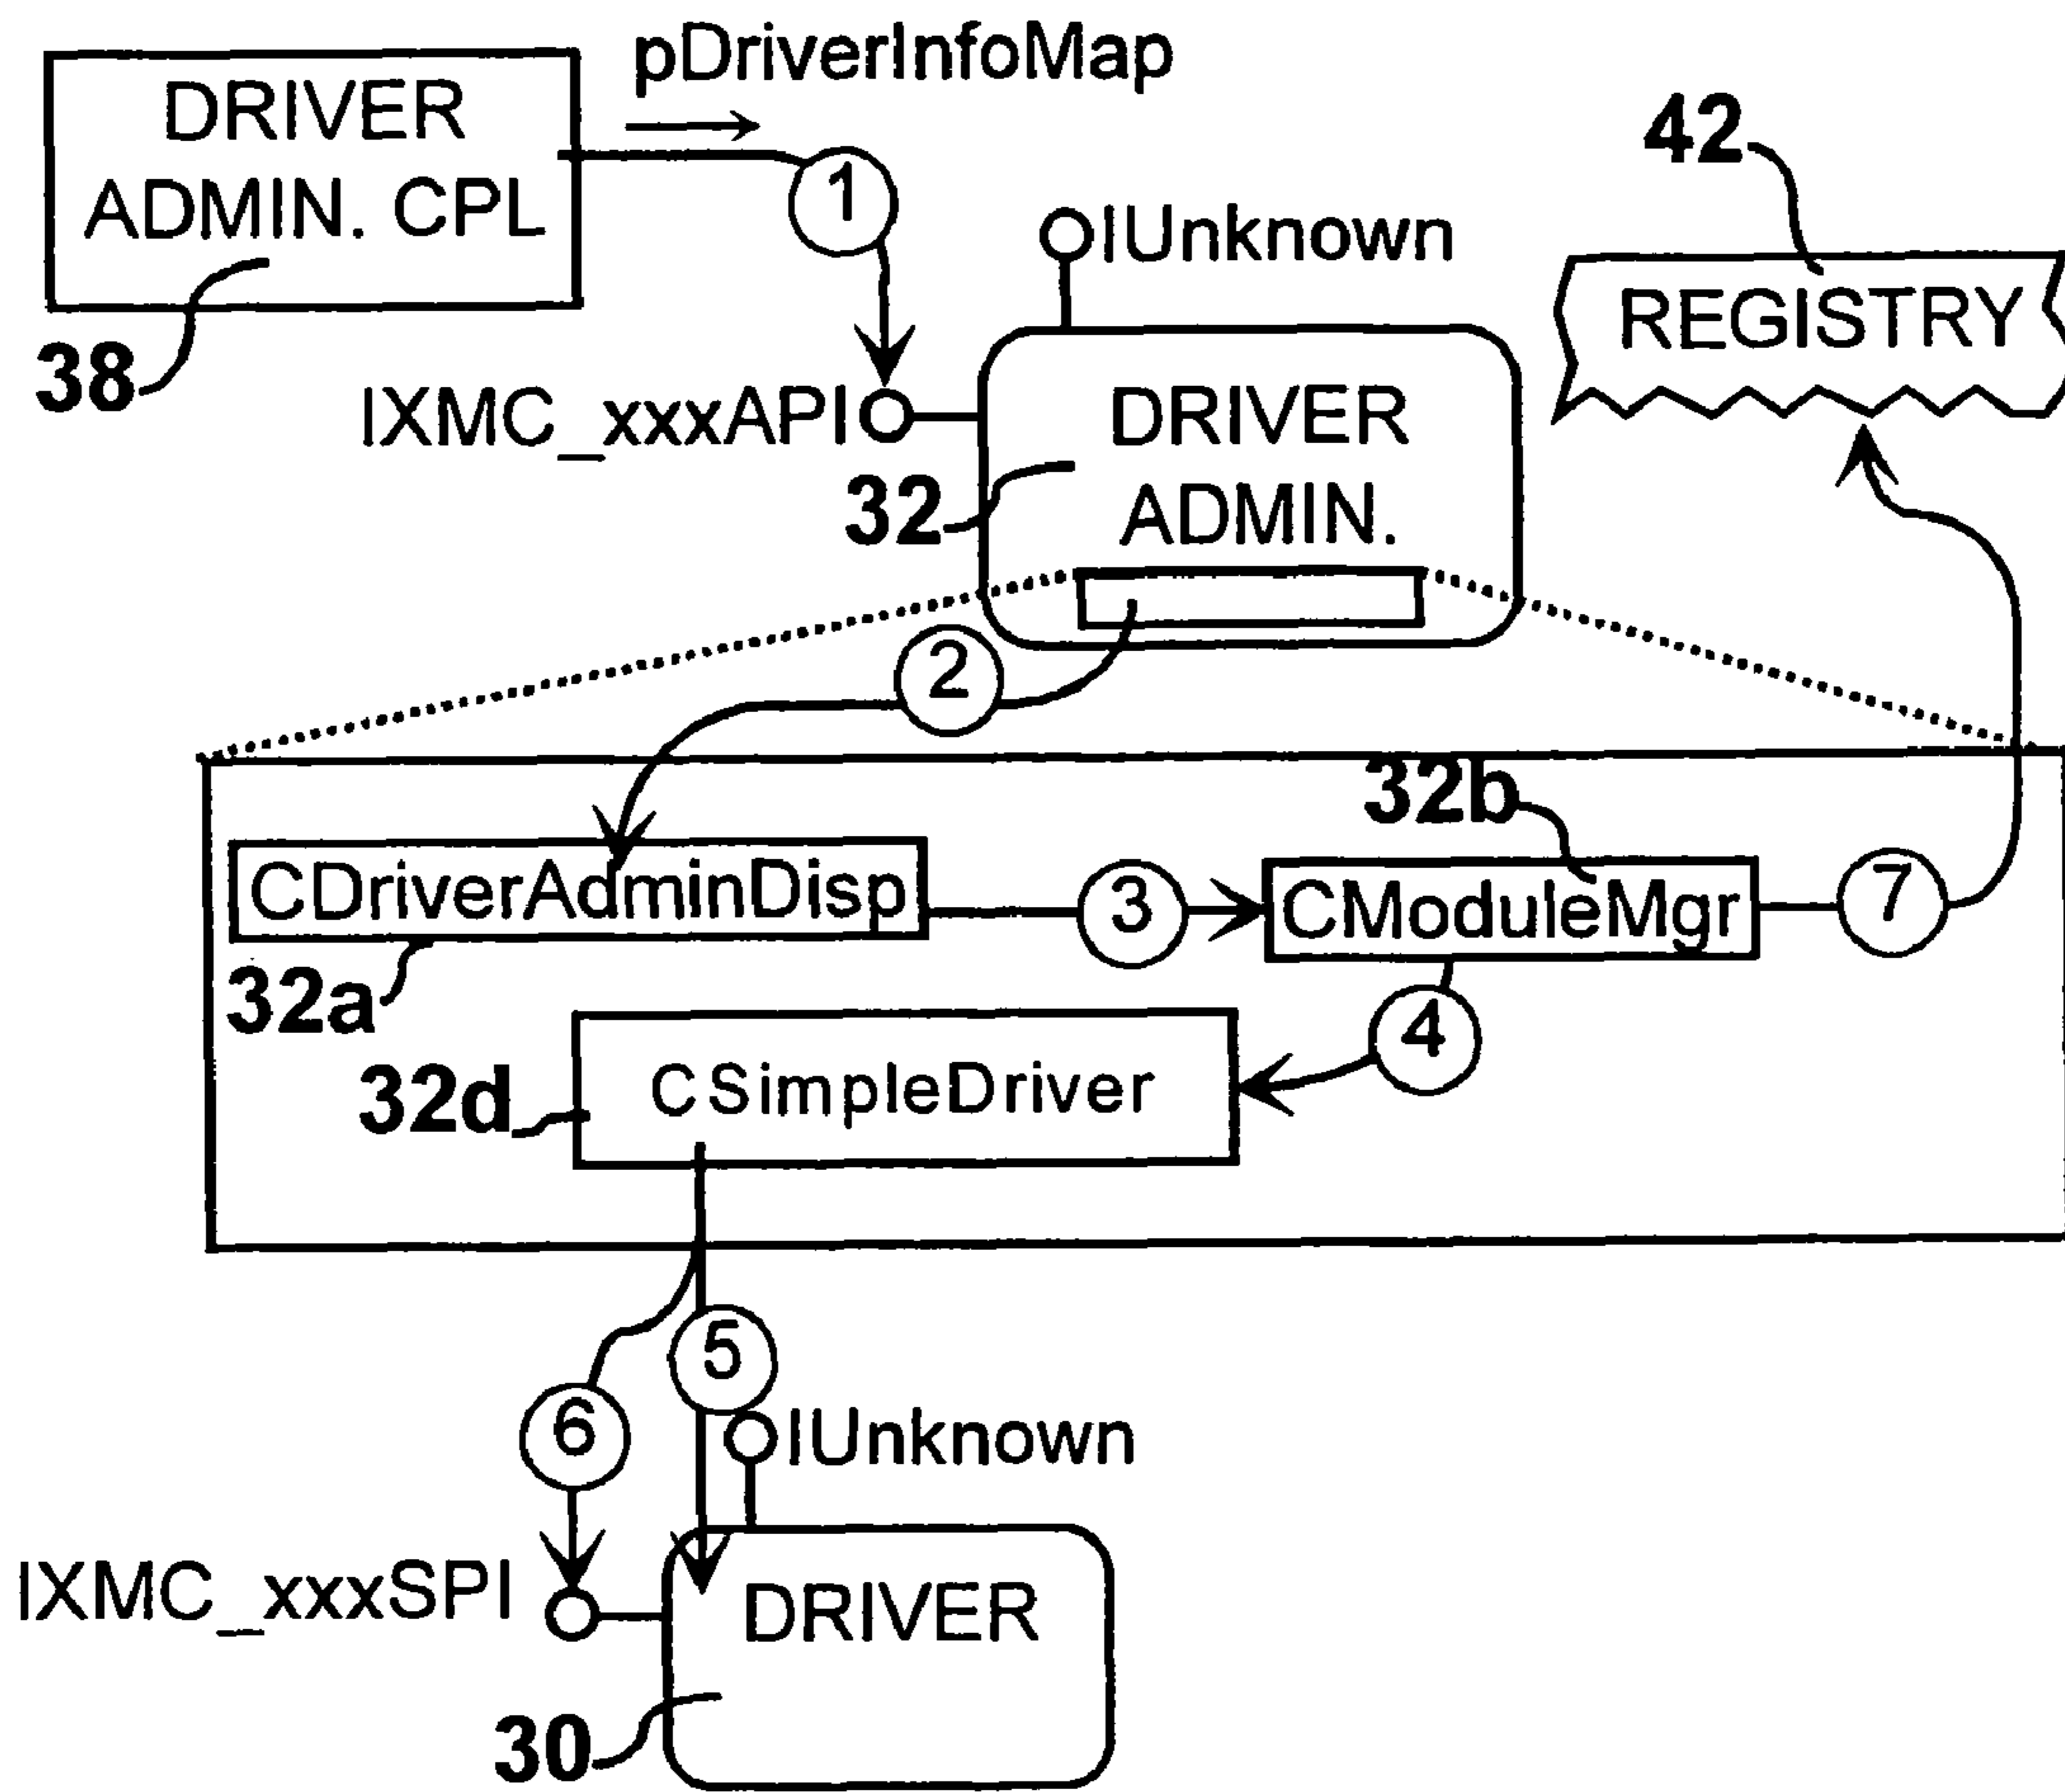 pDriverInfoMap
DRIVER
ADMIN. CPL
38
1
42
IUnknown
REGISTRY
IXMC_xxxAPI
DRIVER
ADMIN.
32
2
32b
CDriverAdminDisp
3
CModuleMgr
7
32a
4
32d
CSimpleDriver
5
6
IUnknown
IXMC_xxxSPI
DRIVER
30